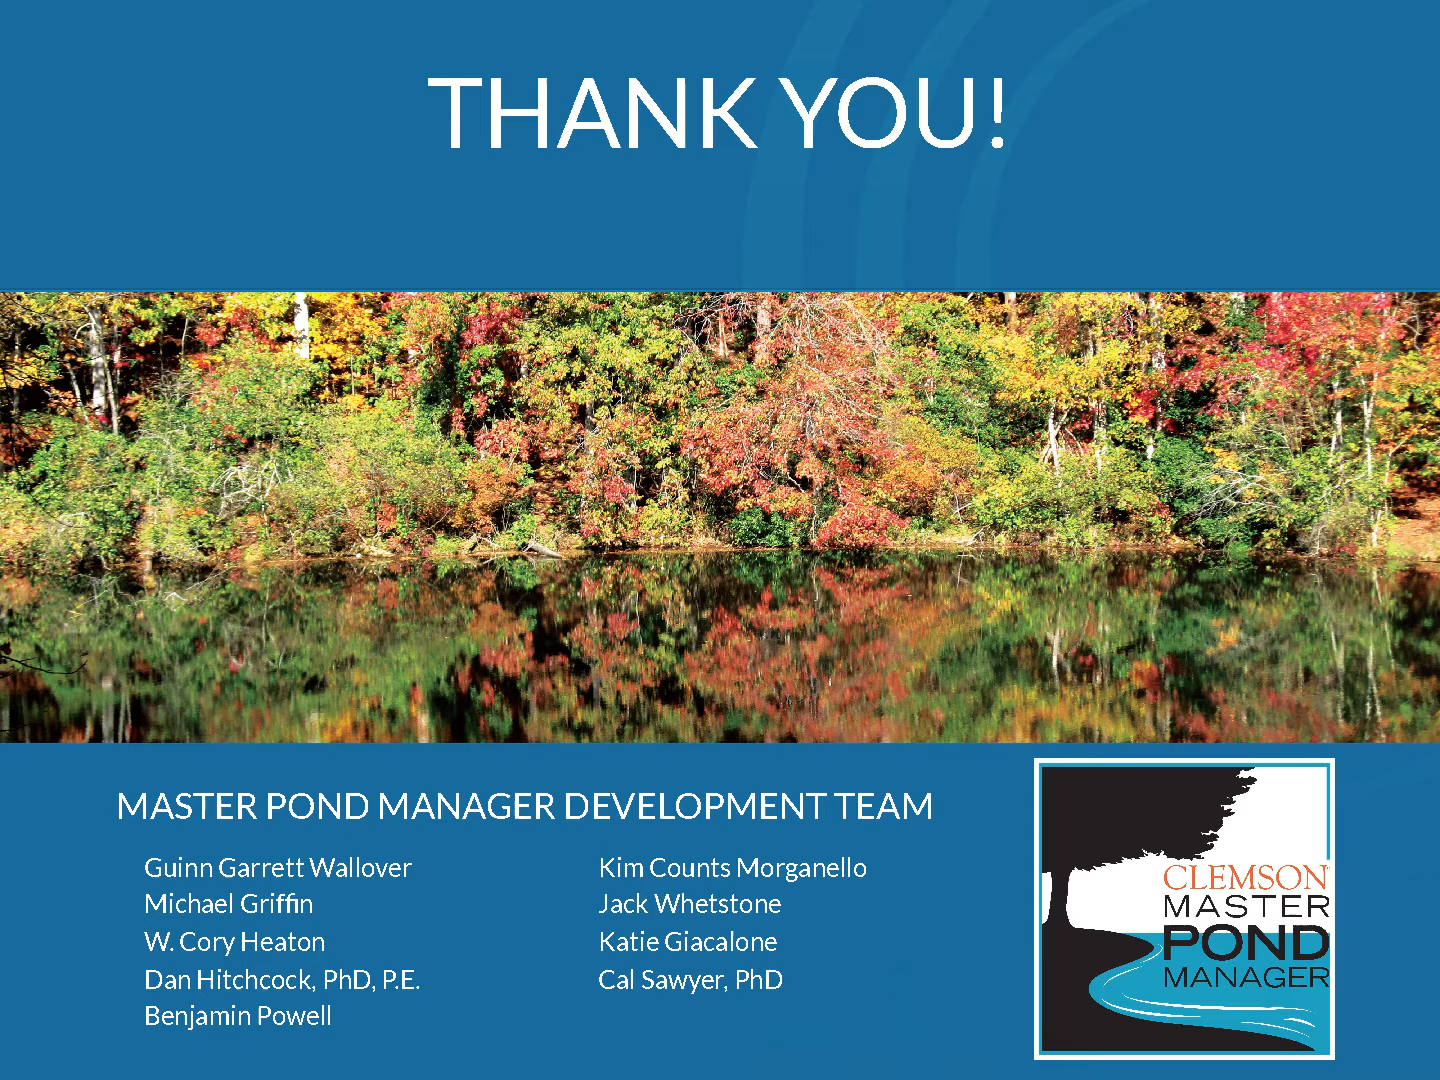 THANK YOU!
MASTER POND MANAGER DEVELOPMENT TEAM
Guinn Garrett Wallover
Michael Griffin
W. Cory Heaton
Dan Hitchcock, PhD, P.E.
Benjamin Powell
Kim Counts Morganello
Jack Whetstone
Katie Giacalone
Cal Sawyer, PhD
CLEMSON
MASTER
POND
MANAGER